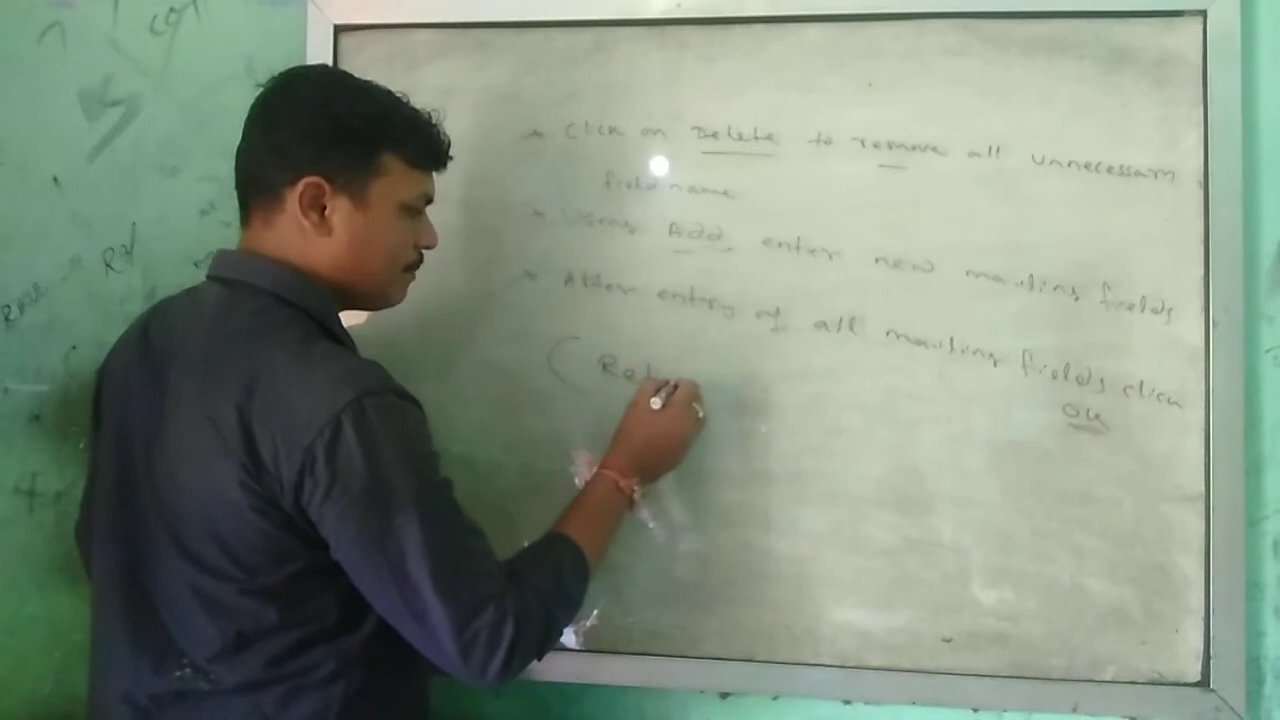 * Click on Delete to remove all unnecessary
field name
* Using Add, enter new mailing fields
* After entry of all mailing fields click
OK
( Ret